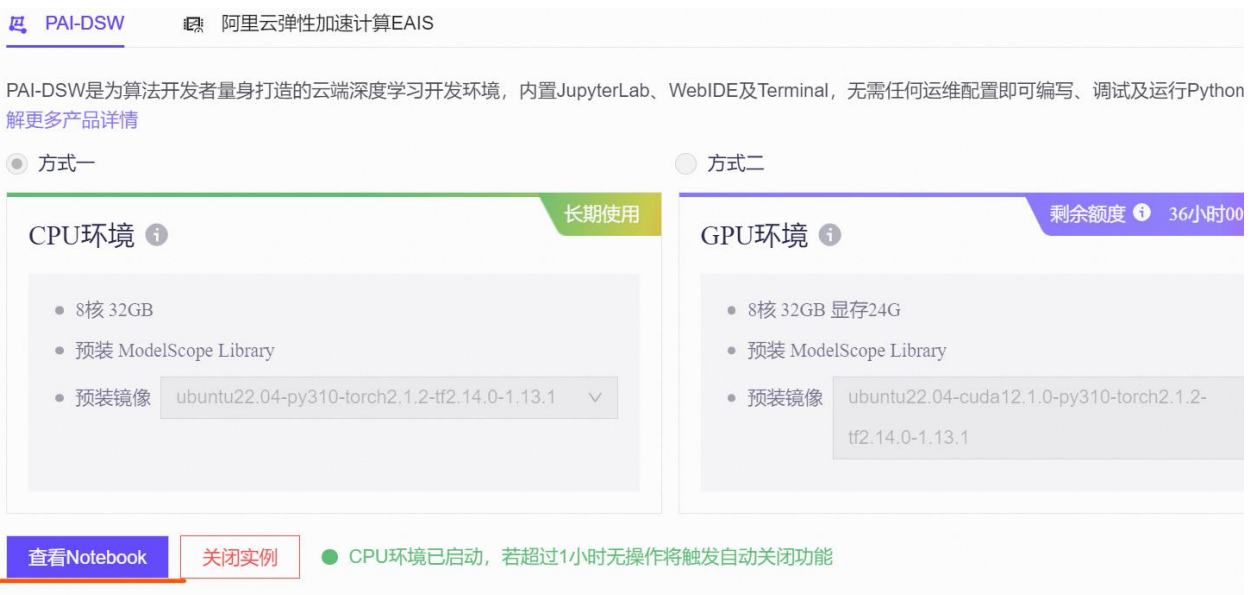 PAI-DSW
阿里云弹性加速计算EAIS
PAI-DSW是为算法开发者量身打造的云端深度学习开发环境，内置JupyterLab、WebIDE及Terminal，无需任何运维配置即可编写、调试及运行Python
解更多产品详情
方式一
方式二
长期使用
CPU环境
8核 32GB
预装 ModelScope Library
预装镜像 ubuntu22.04-py310-torch2.1.2-tf2.14.0-1.13.1
剩余额度 36小时00
GPU环境
8核 32GB 显存24G
预装 ModelScope Library
预装镜像 ubuntu22.04-cuda12.1.0-py310-torch2.1.2-
tf2.14.0-1.13.1
查看Notebook
关闭实例
CPU环境已启动，若超过1小时无操作将触发自动关闭功能